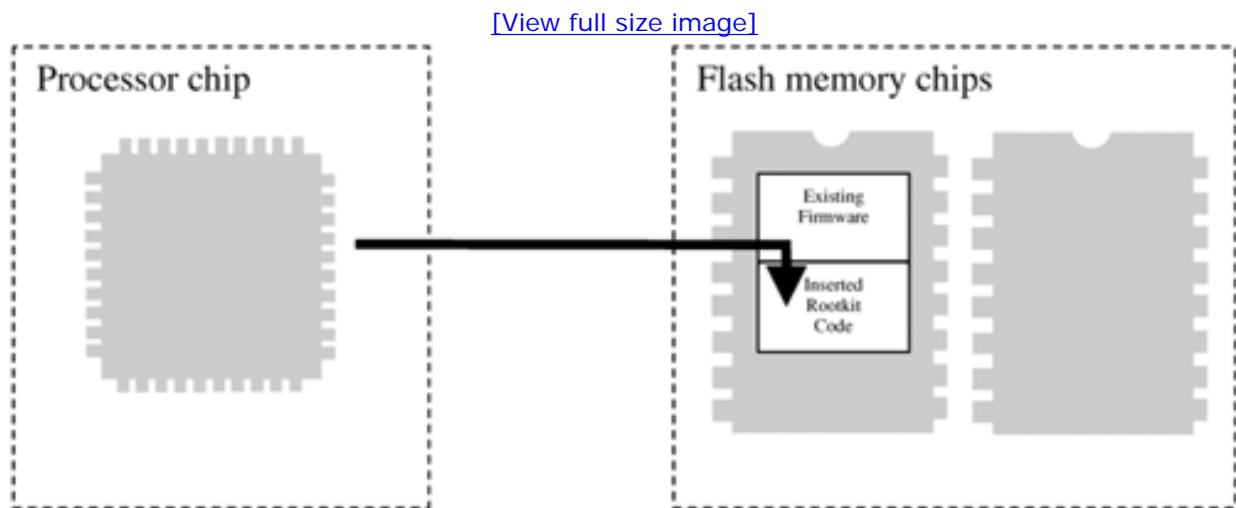 [View full size image]
Processor chip
Flash memory chips
Existing
Firmware
Inserted
Rootkit
Code